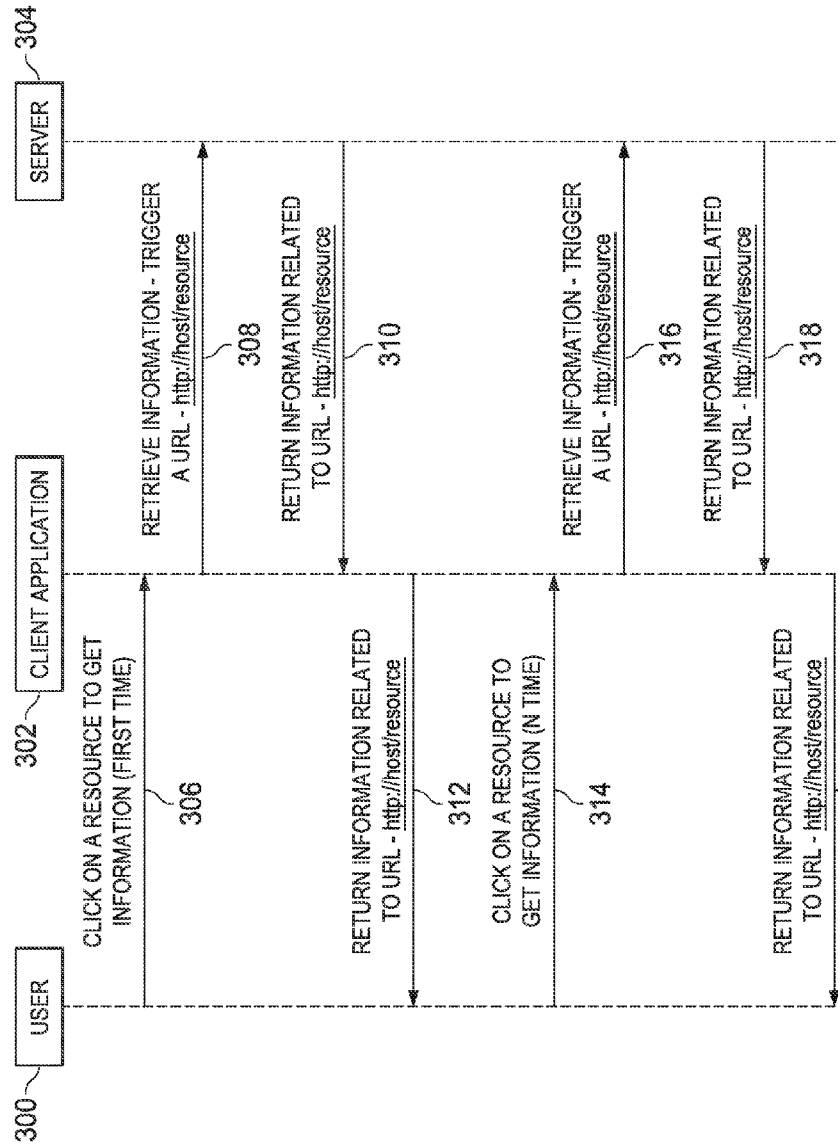 300
USER
302
CLIENT APPLICATION
SERVER
304
CLICK ON A RESOURCE TO GET
INFORMATION (FIRST TIME)
306
RETRIEVE INFORMATION - TRIGGER
A URL - http://host/resource
308
RETURN INFORMATION RELATED
TO URL - http://host/resource
310
RETURN INFORMATION RELATED
TO URL - http://host/resource
312
CLICK ON A RESOURCE TO
GET INFORMATION (N TIME)
314
RETRIEVE INFORMATION - TRIGGER
A URL - http://host/resource
316
RETURN INFORMATION RELATED
TO URL - http://host/resource
318
RETURN INFORMATION RELATED
TO URL - http://host/resource